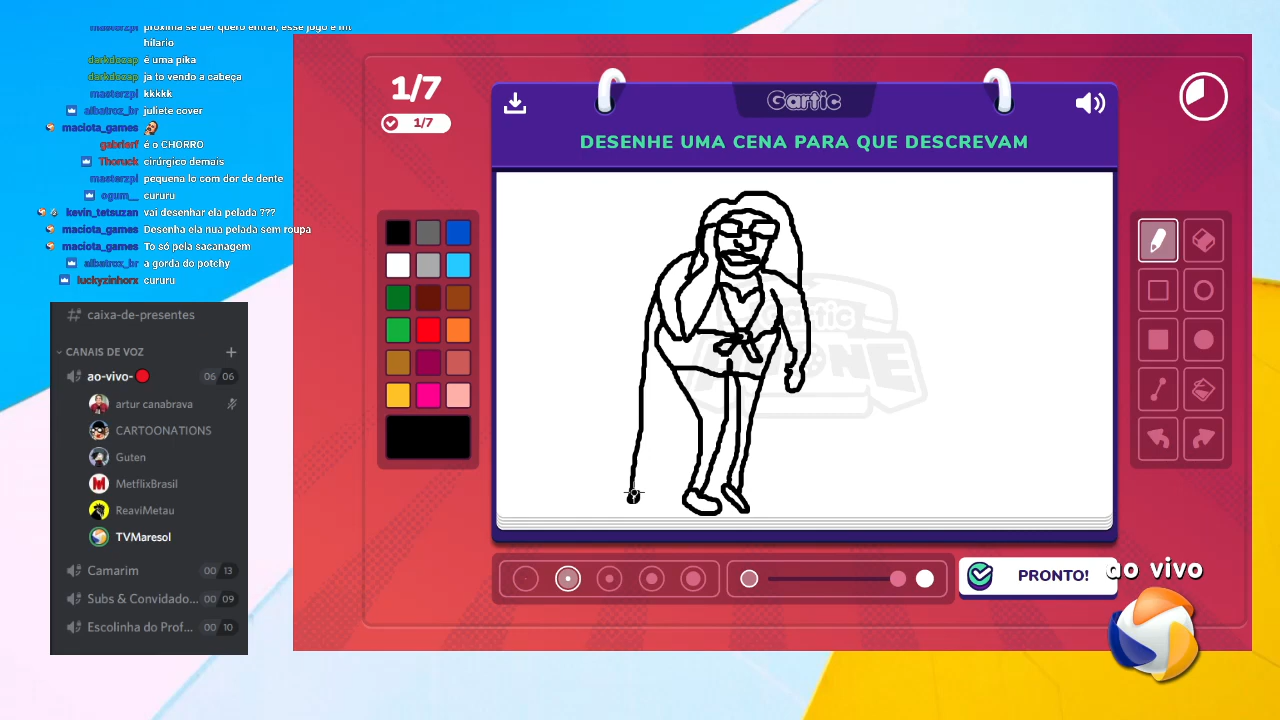 masterzpl proxima se der quero entrar, esse jogo é mt
hilario
darkdozap é uma pika
darkdozap ja to vendo a cabeça
masterzpl kkkkk
albatroz_br juliete cover
maciota_games
gabrierf é o CHORRO
Thoruck cirúrgico demais
masterzpl pequena lo com dor de dente
ogum__ cururu
kevin_tetsuzan vai desenhar ela pelada ???
maciota_games Desenha ela nua pelada sem roupa
maciota_games To só pela sacanagem
albatroz_br a gorda do potchy
luckyzinhorx cururu
caixa-de-presentes
CANAIS DE VOZ
ao-vivo- 06 06
artur canabrava
CARTOONATIONS
Guten
MetflixBrasil
ReaviMetau
TVMaresol
Camarim 00 13
Subs & Convidado... 00 09
Escolinha do Prof... 00 10
1/7
1/7
Gartic
DESENHE UMA CENA PARA QUE DESCREVAM
Gartic
PHONE
PRONTO!
ao vivo